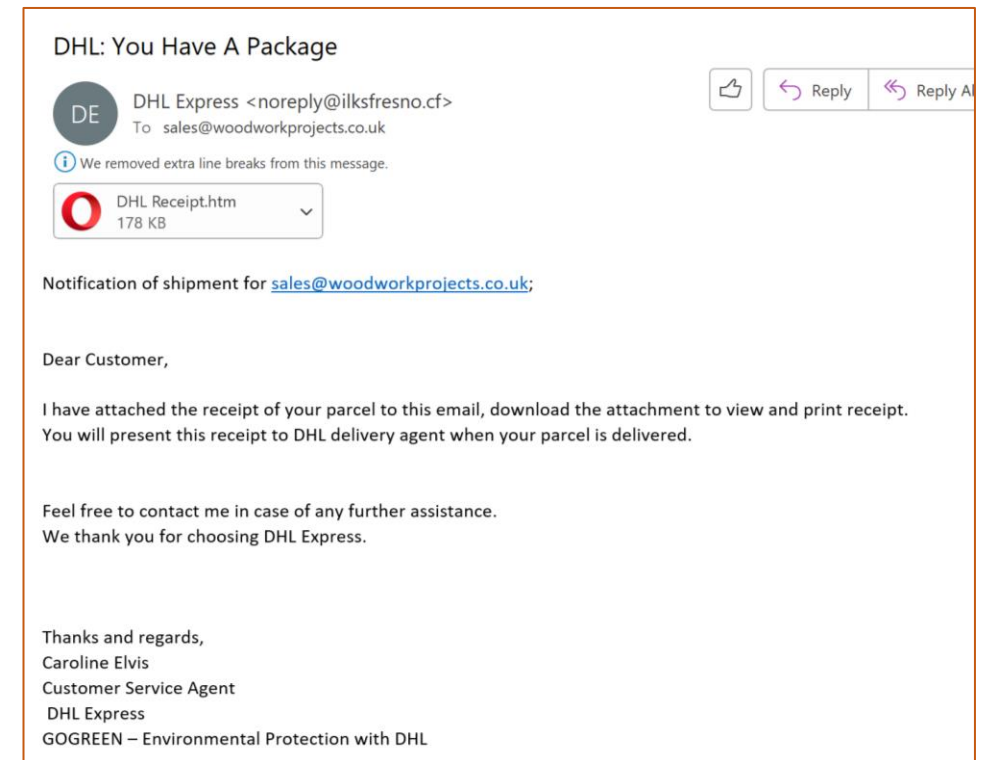 DHL: You Have A Package
DE
DHL Express <noreply@ilksfresno.cf>
To sales@woodworkprojects.co.uk
Reply
Reply Al
We removed extra line breaks from this message.
DHL Receipt.htm
178 KB
Notification of shipment for sales@woodworkprojects.co.uk;
Dear Customer,
I have attached the receipt of your parcel to this email, download the attachment to view and print receipt.
You will present this receipt to DHL delivery agent when your parcel is delivered.
Feel free to contact me in case of any further assistance.
We thank you for choosing DHL Express.
Thanks and regards,
Caroline Elvis
Customer Service Agent
DHL Express
GOGREEN – Environmental Protection with DHL